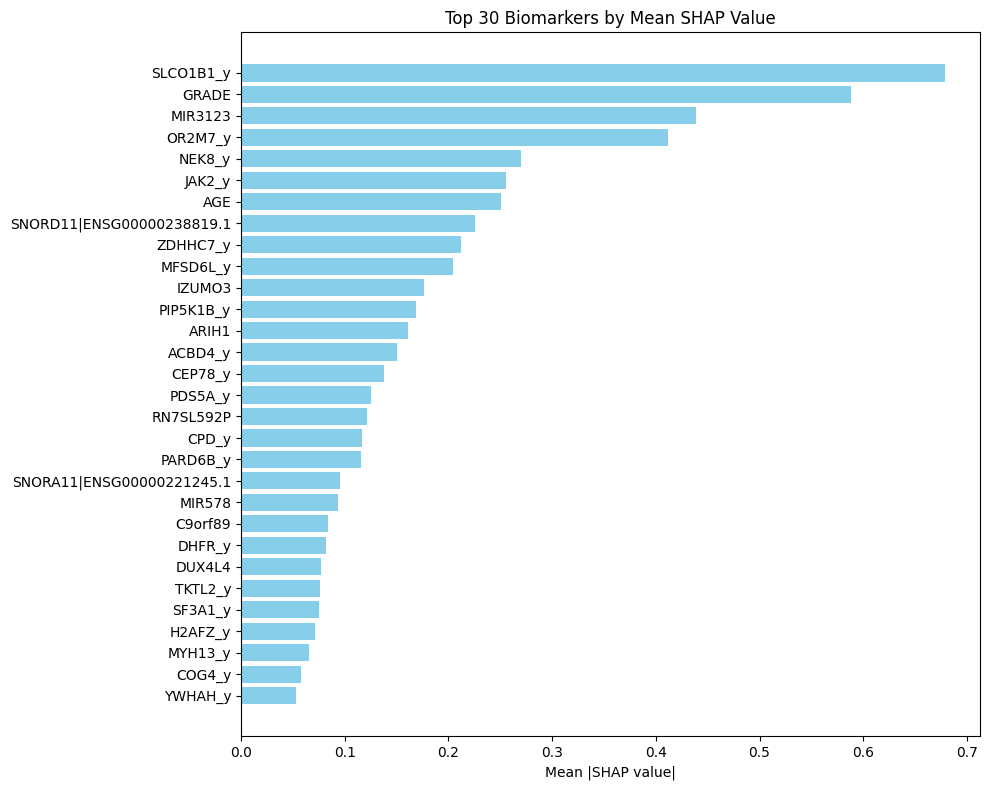 Top 30 Biomarkers by Mean SHAP Value
SLCO1B1_y
GRADE
MIR3123
OR2M7_y
NEK8_y
JAK2_y
AGE
SNORD11|ENSG00000238819.1
ZDHHC7_y
MFSD6L_y
IZUMO3
PIP5K1B_y
ARIH1
ACBD4_y
CEP78_y
PDS5A_y
RN7SL592P
CPD_y
PARD6B_y
SNORA11|ENSG00000221245.1
MIR578
C9orf89
DHFR_y
DUX4L4
TKTL2_y
SF3A1_y
H2AFZ_y
MYH13_y
COG4_y
YWHAH_y
0.0 0.1 0.2 0.3 0.4 0.5 0.6 0.7
Mean |SHAP value|